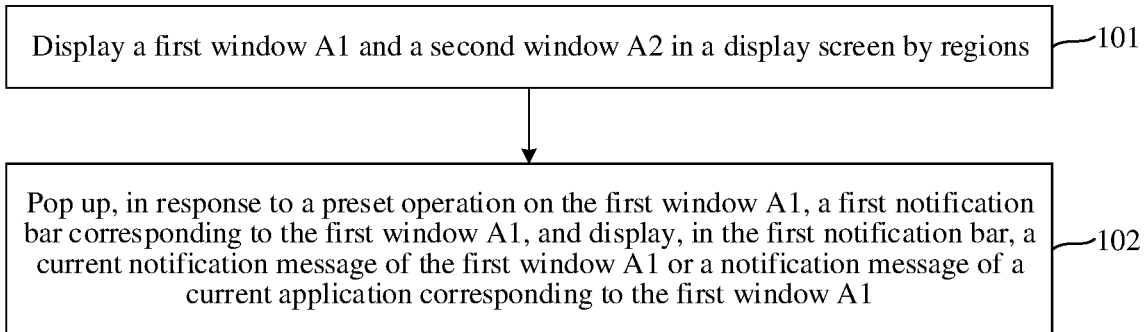 Display a first window A1 and a second window A2 in a display screen by regions
101
Pop up, in response to a preset operation on the first window A1, a first notification
bar corresponding to the first window A1, and display, in the first notification bar, a
current notification message of the first window A1 or a notification message of a
current application corresponding to the first window A1
102